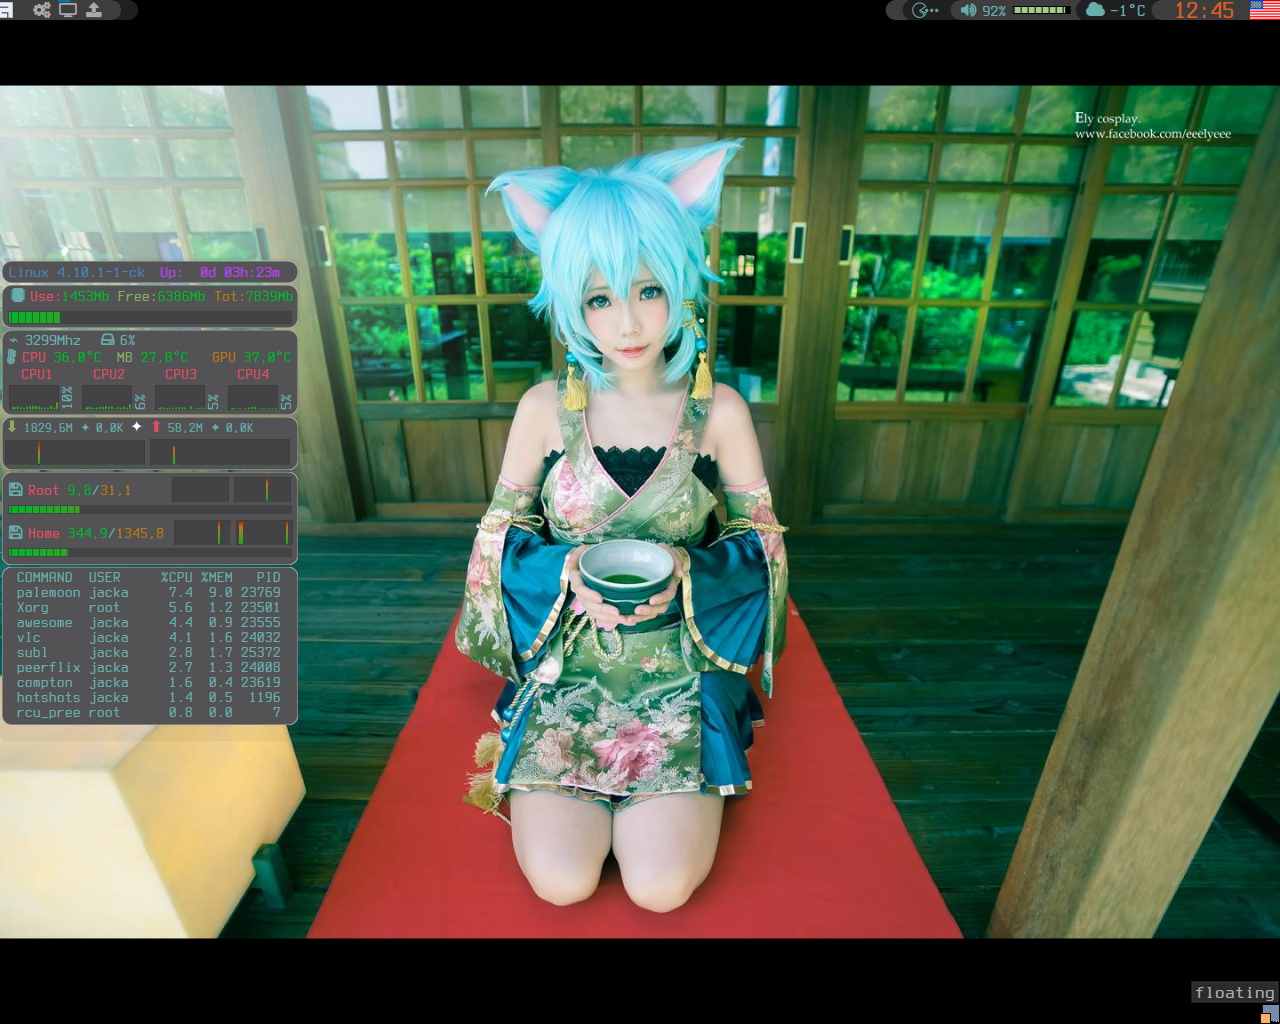 92% -1°C 12:45
Ely cosplay.
www.facebook.com/eeelyeee
Linux 4.10.1-1-ck Up: 0d 03h:23m
Use:1453Mb Free:6386Mb Tot:7839Mb
3299Mhz 6%
CPU 36,0°C MB 27,8°C GPU 37,0°C
CPU1 CPU2 CPU3 CPU4
10% 6% 5% 5%
1829,6M 0,0K 58,2M 0,0K
Root 9,8/31,1
Home 344,9/1345,8
COMMAND USER %CPU %MEM PID
palemoon jacka 7.4 9.0 23769
Xorg root 5.6 1.2 23501
awesome jacka 4.4 0.9 23555
vlc jacka 4.1 1.6 24032
subl jacka 2.8 1.7 25372
peerflix jacka 2.7 1.3 24008
compton jacka 1.6 0.4 23619
hotshots jacka 1.4 0.5 1196
rcu_pree root 0.8 0.0 7
floating